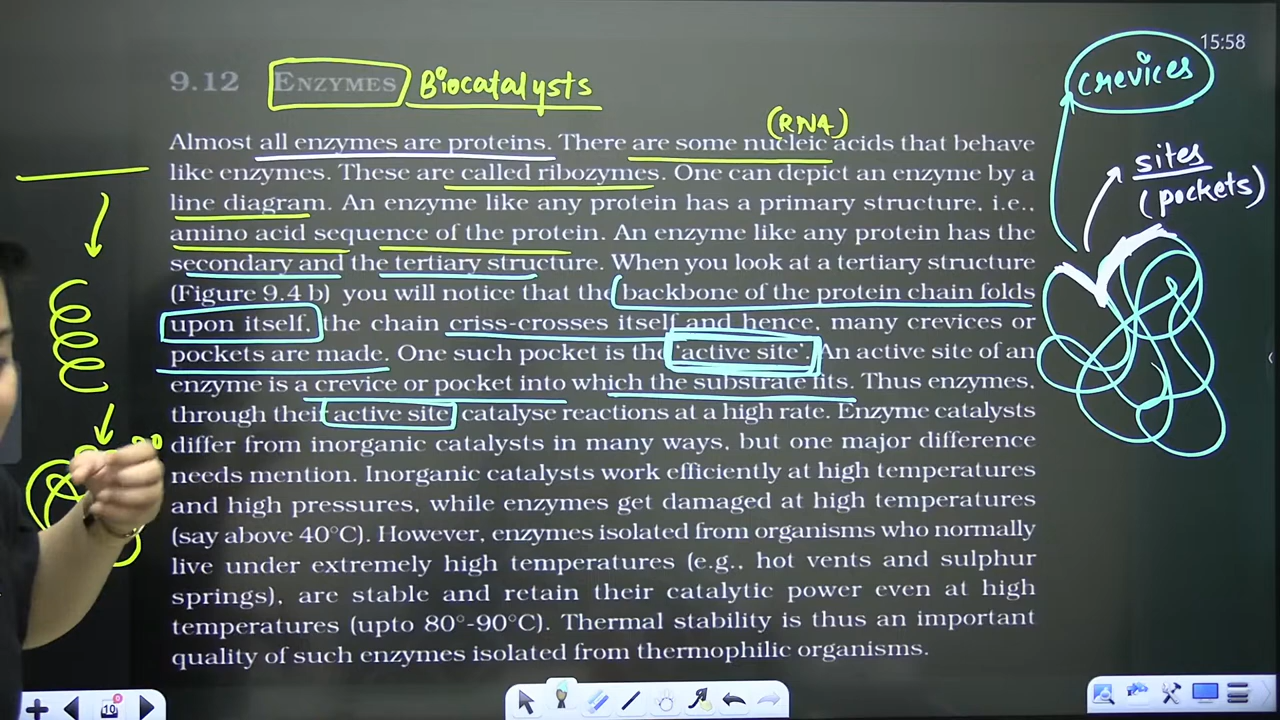 15:58
9.12 ENZYMES Biocatalysts
crevices
(RNA)
sites
(pockets)
Almost all enzymes are proteins. There are some nucleic acids that behave
like enzymes. These are called ribozymes. One can depict an enzyme by a
line diagram. An enzyme like any protein has a primary structure, i.e.,
amino acid sequence of the protein. An enzyme like any protein has the
secondary and the tertiary structure. When you look at a tertiary structure
(Figure 9.4 b) you will notice that the backbone of the protein chain folds
upon itself, the chain criss-crosses itself and hence, many crevices or
pockets are made. One such pocket is the ‘active site’. An active site of an
enzyme is a crevice or pocket into which the substrate fits. Thus enzymes,
through their active site, catalyse reactions at a high rate. Enzyme catalysts
differ from inorganic catalysts in many ways, but one major difference
needs mention. Inorganic catalysts work efficiently at high temperatures
and high pressures, while enzymes get damaged at high temperatures
(say above 40°C). However, enzymes isolated from organisms who normally
live under extremely high temperatures (e.g., hot vents and sulphur
springs), are stable and retain their catalytic power even at high
temperatures (upto 80°-90°C). Thermal stability is thus an important
quality of such enzymes isolated from thermophilic organisms.
10